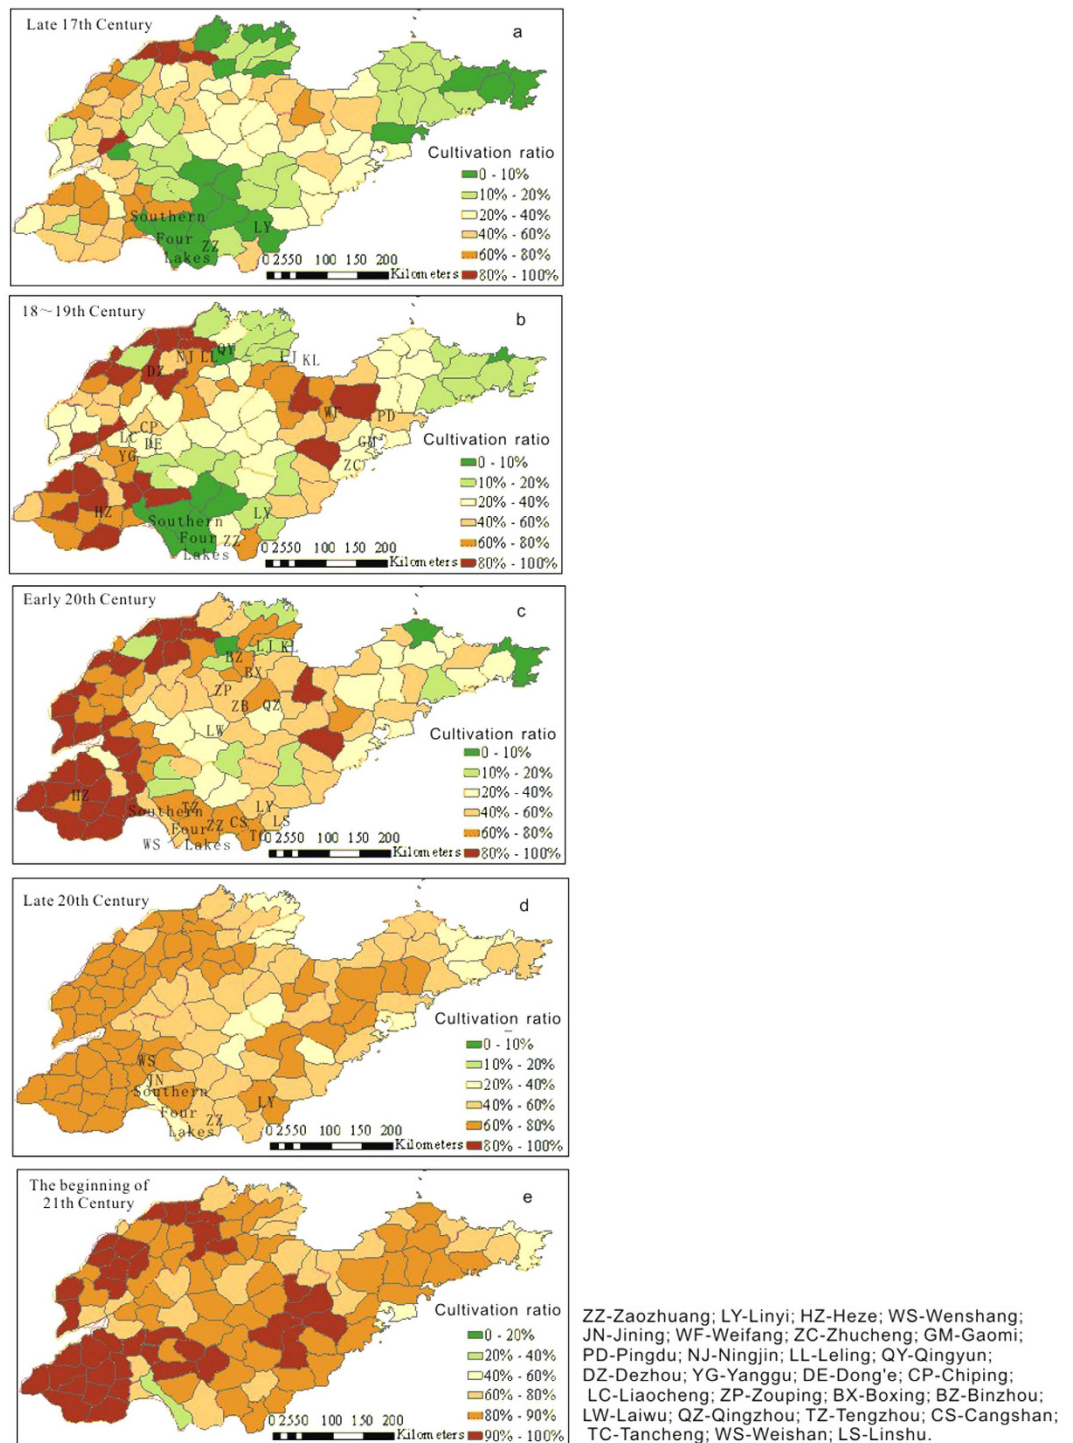 Late 17th Century
a
Cultivation ratio
0 - 10%
10% - 20%
20% - 40%
40% - 60%
60% - 80%
80% - 100%
Southern
Four
Lakes
ZZ
LY
0 2550 100 150 200
Kilometers
18～19th Century
b
NJ LL QY
LJ KL
DZ
WF
PD
CP
LC
DE
GM
YG
ZC
Cultivation ratio
0 - 10%
10% - 20%
20% - 40%
40% - 60%
60% - 80%
80% - 100%
HZ
Southern
LY
Four ZZ
Lakes
0 2550 100 150 200
Kilometers
Early 20th Century
c
LJ KL
BZ
BX
ZP
ZB QZ
LW
Cultivation ratio
0 - 10%
10% - 20%
20% - 40%
40% - 60%
60% - 80%
80% - 100%
HZ
Southern
TZ
LY
Four ZZ CS LS
TC
WS Lakes
0 2550 100 150 200
Kilometers
Late 20th Century
d
Cultivation ratio
0 - 10%
10% - 20%
20% - 40%
40% - 60%
60% - 80%
80% - 100%
WS
JN
Southern
LY
Four ZZ
Lakes
0 2550 100 150 200
Kilometers
The beginning of
21th Century
e
Cultivation ratio
0 - 20%
20% - 40%
40% - 60%
60% - 80%
80% - 90%
90% - 100%
0 2550 100 150 200
Kilometers
ZZ-Zaozhuang; LY-Linyi; HZ-Heze; WS-Wenshang;
JN-Jining; WF-Weifang; ZC-Zhucheng; GM-Gaomi;
PD-Pingdu; NJ-Ningjin; LL-Leling; QY-Qingyun;
DZ-Dezhou; YG-Yanggu; DE-Dong'e; CP-Chiping;
LC-Liaocheng; ZP-Zouping; BX-Boxing; BZ-Binzhou;
LW-Laiwu; QZ-Qingzhou; TZ-Tengzhou; CS-Cangshan;
TC-Tancheng; WS-Weishan; LS-Linshu.